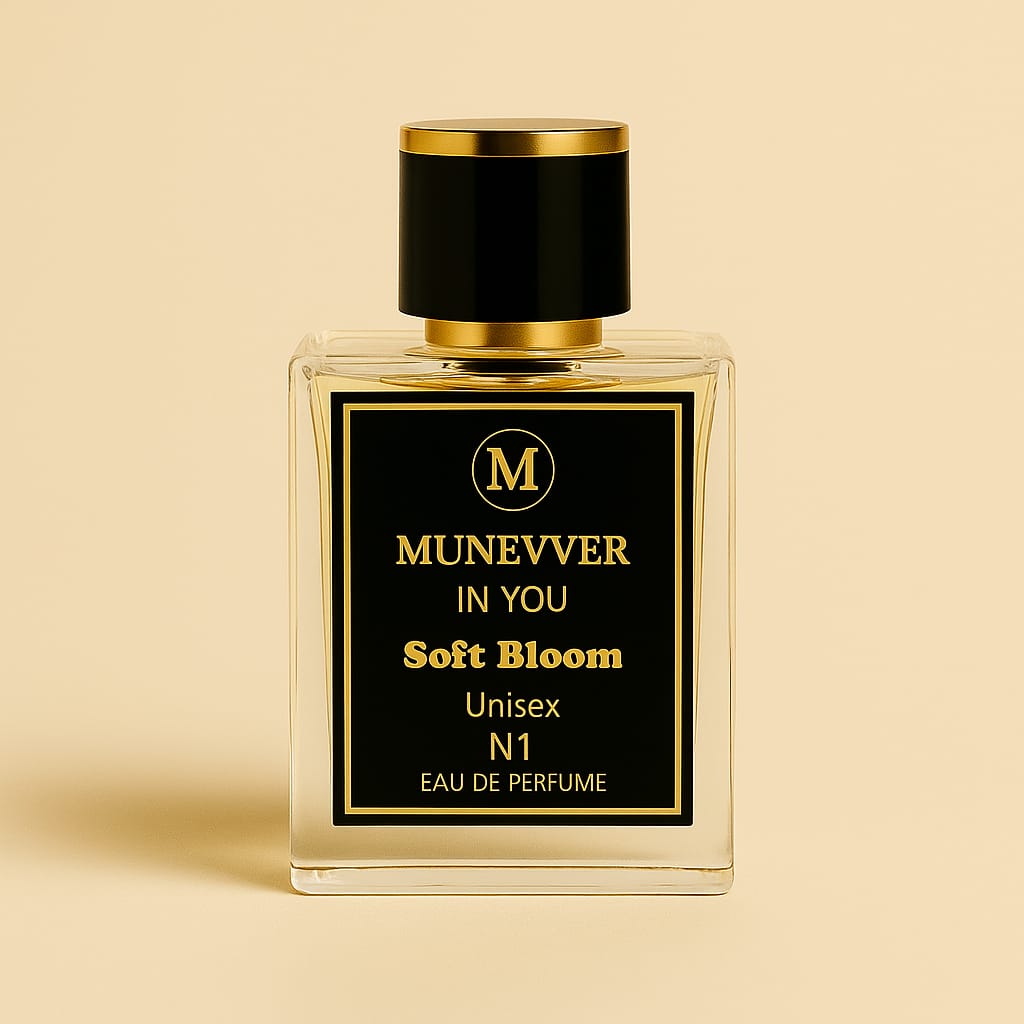 M
MUNEVVER
IN YOU
Soft Bloom
Unisex
N1
EAU DE PERFUME